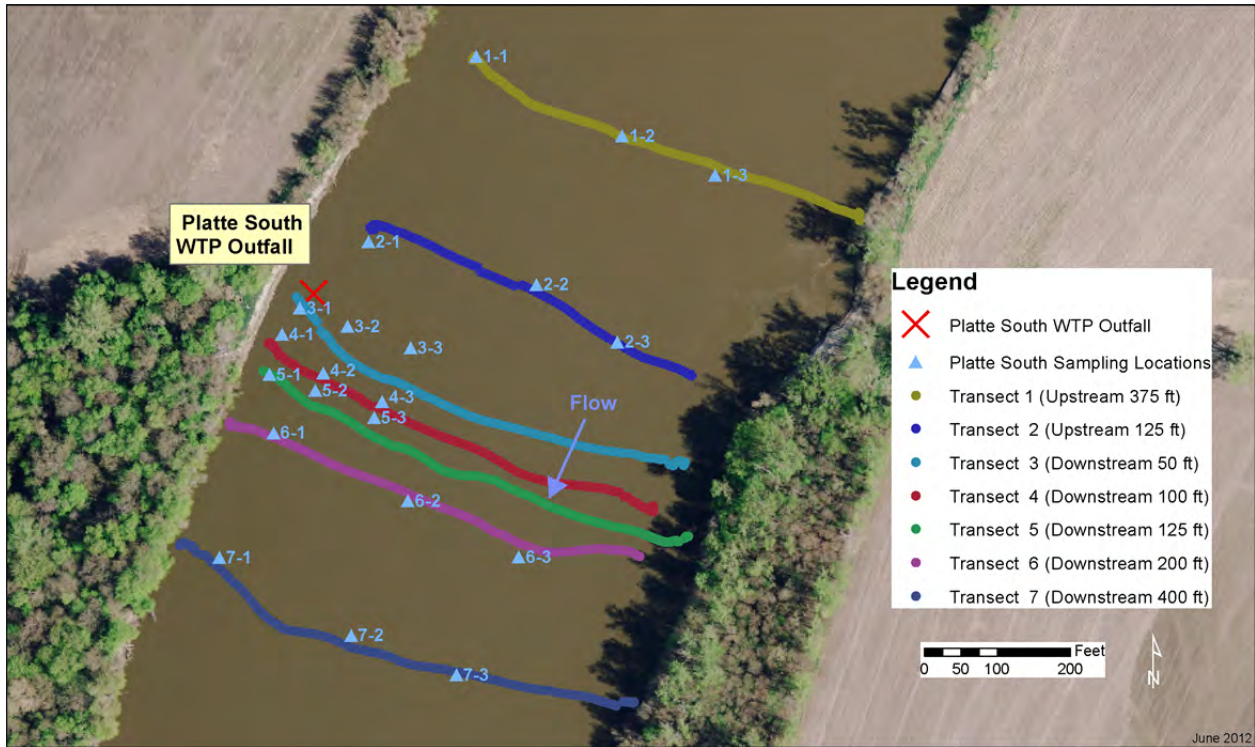 1-1
1-2
1-3
Platte South
WTP Outfall
2-1
2-2
2-3
3-1
3-2
3-3
4-1
4-2
4-3
5-1
5-2
5-3
Flow
6-1
6-2
6-3
7-1
7-2
7-3
Legend
Platte South WTP Outfall
Platte South Sampling Locations
Transect 1 (Upstream 375 ft)
Transect 2 (Upstream 125 ft)
Transect 3 (Downstream 50 ft)
Transect 4 (Downstream 100 ft)
Transect 5 (Downstream 125 ft)
Transect 6 (Downstream 200 ft)
Transect 7 (Downstream 400 ft)
Feet
0 50 100 200
N
June 2012